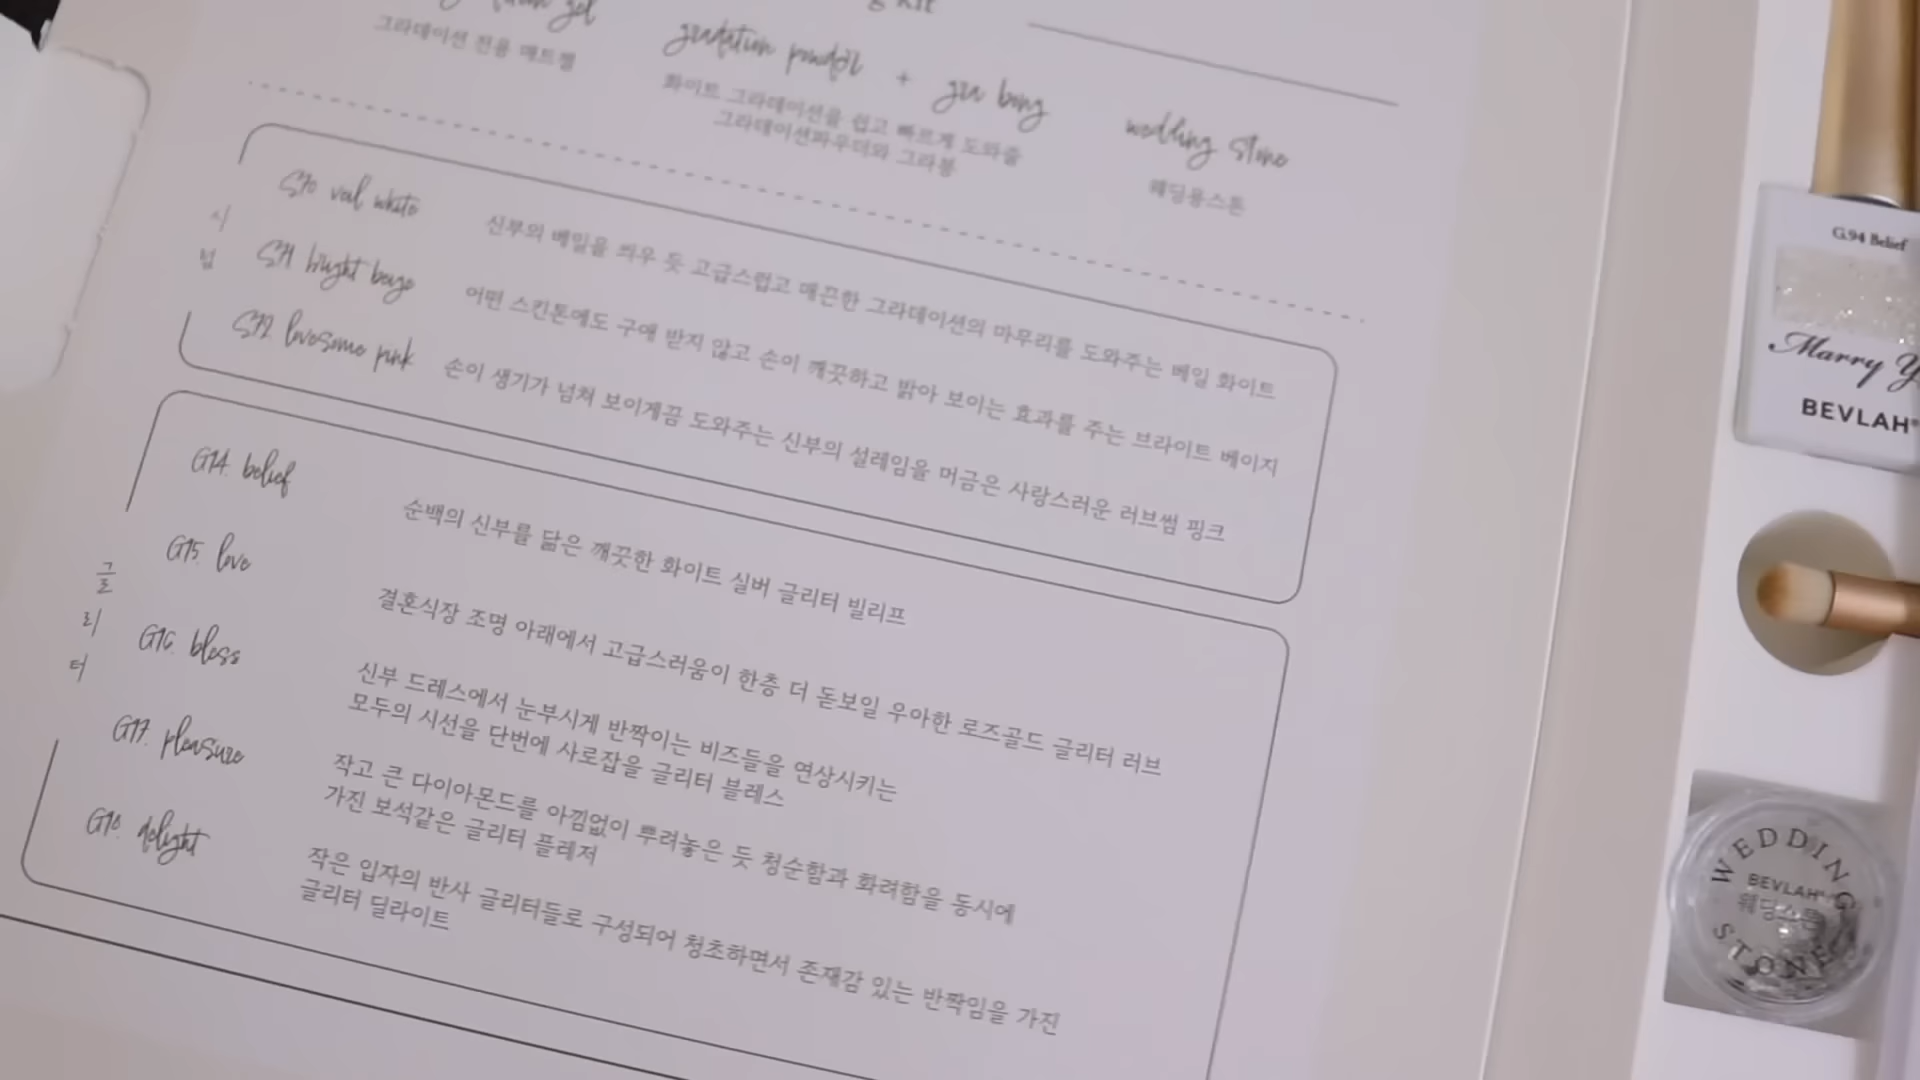 그라데이션 전용 매트젤
gradation powder + gra bong
화이트 그라데이션을 쉽고 빠르게 도와줄
그라데이션파우더와 그라봉
wedding stone
웨딩용스톤
시럽
S70 veil white
신부의 베일을 씌우 듯 고급스럽고 매끈한 그라데이션의 마무리를 도와주는 베일 화이트
S71 bright beige
어떤 스킨톤에도 구애 받지 않고 손이 깨끗하고 밝아 보이는 효과를 주는 브라이트 베이지
S72. lovesome pink
손이 생기가 넘쳐 보이게끔 도와주는 신부의 설레임을 머금은 사랑스러운 러브썸 핑크
글리터
belief
순백의 신부를 닮은 깨끗한 화이트 실버 글리터 빌리프
love
결혼식장 조명 아래에서 고급스러움이 한층 더 돋보일 우아한 로즈골드 글리터 러브
bless
신부 드레스에서 눈부시게 반짝이는 비즈들을 연상시키는
모두의 시선을 단번에 사로잡을 글리터 블레스
pleasure
작고 큰 다이아몬드를 아낌없이 뿌려놓은 듯 청순함과 화려함을 동시에
가진 보석같은 글리터 플레저
delight
작은 입자의 반사 글리터들로 구성되어 청초하면서 존재감 있는 반짝임을 가진
글리터 딜라이트
G.94 Belief
Marry Y
BEVLAH®
WEDDING
BEVLAH®
웨딩스톤
STONE